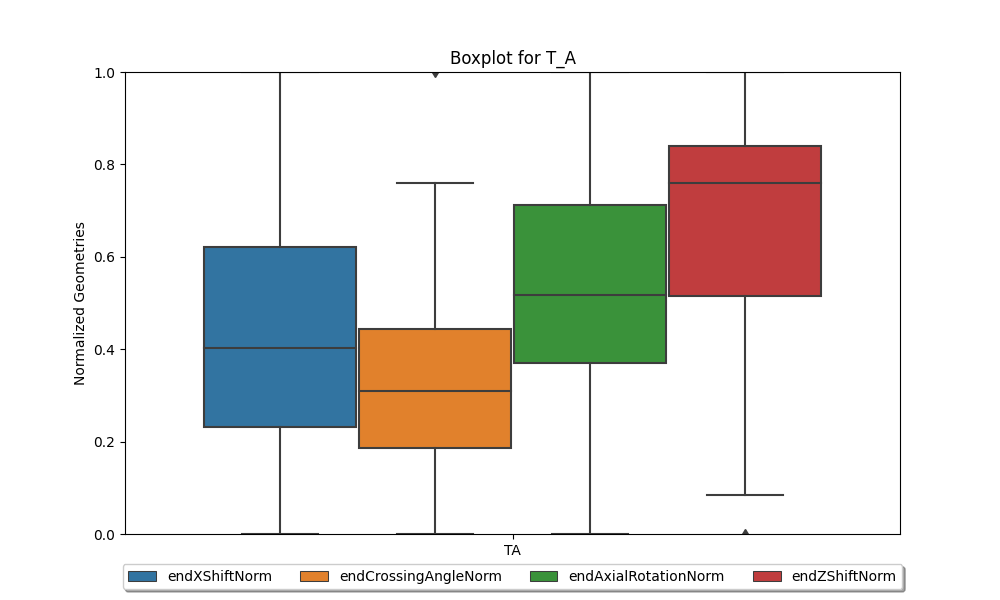 Boxplot for T_A
1.0
0.8
0.6
0.4
0.2
0.0
Normalized Geometries
TA
endXShiftNorm endCrossingAngleNorm endAxialRotationNorm endZShiftNorm